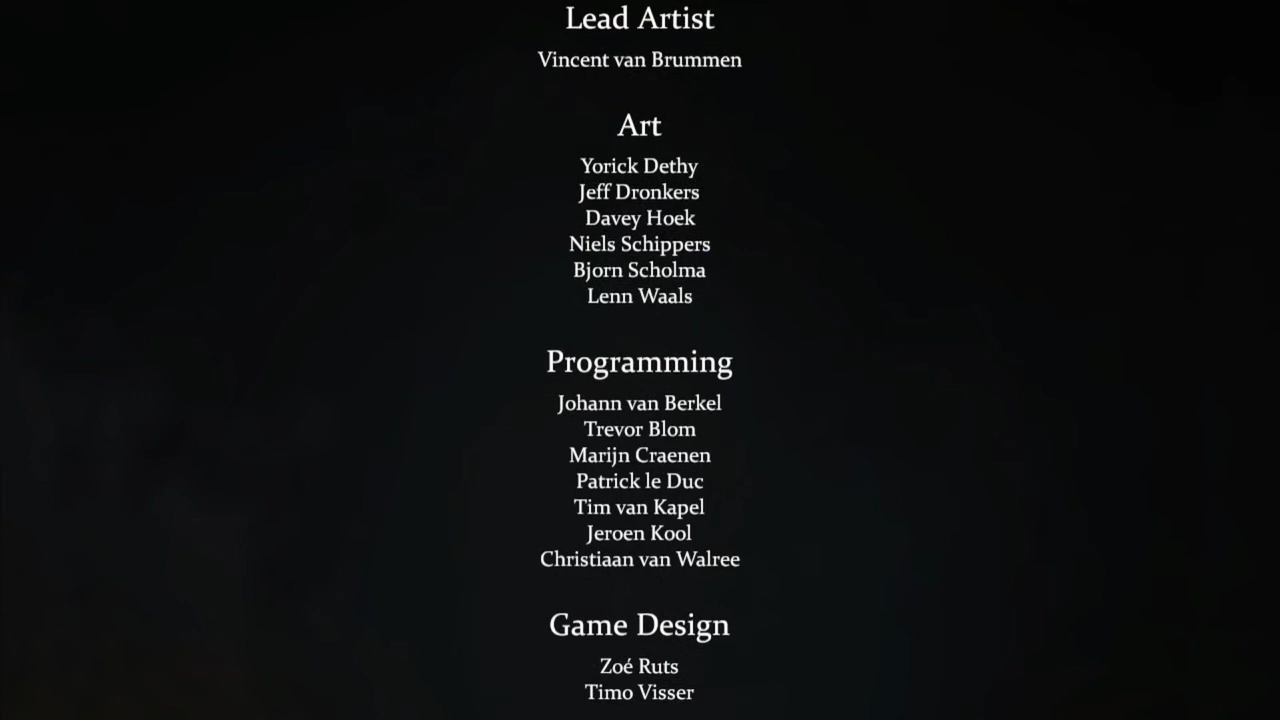 Lead Artist
Vincent van Brummen
Art
Yorick Dethy
Jeff Dronkers
Davey Hoek
Niels Schippers
Bjorn Scholma
Lenn Waals
Programming
Johann van Berkel
Trevor Blom
Marijn Craenen
Patrick le Duc
Tim van Kapel
Jeroen Kool
Christiaan van Walree
Game Design
Zoé Ruts
Timo Visser